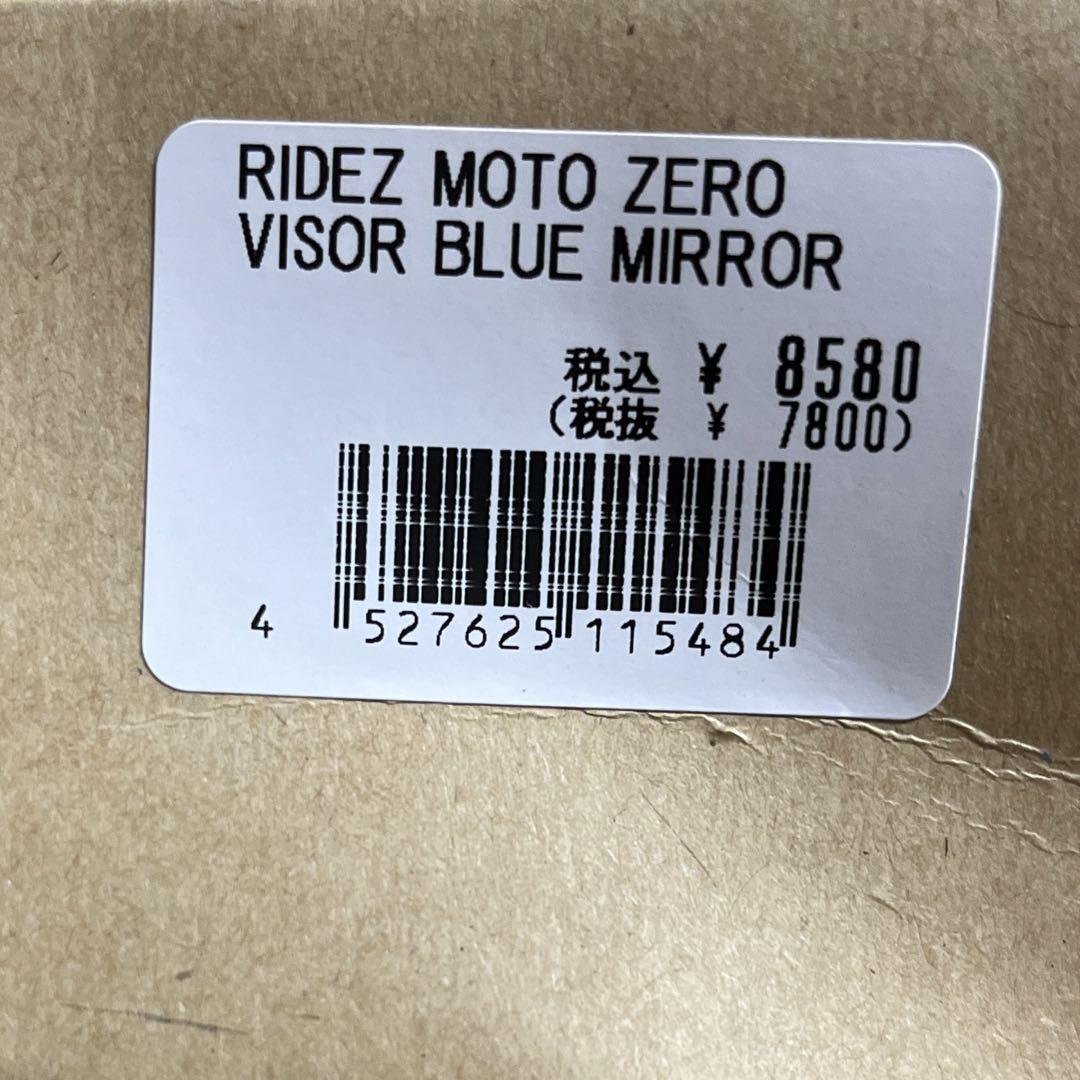 RIDEZ MOTO ZERO
VISOR BLUE MIRROR
税込 ¥ 8580
(税抜 ¥ 7800)
4 527625 115484